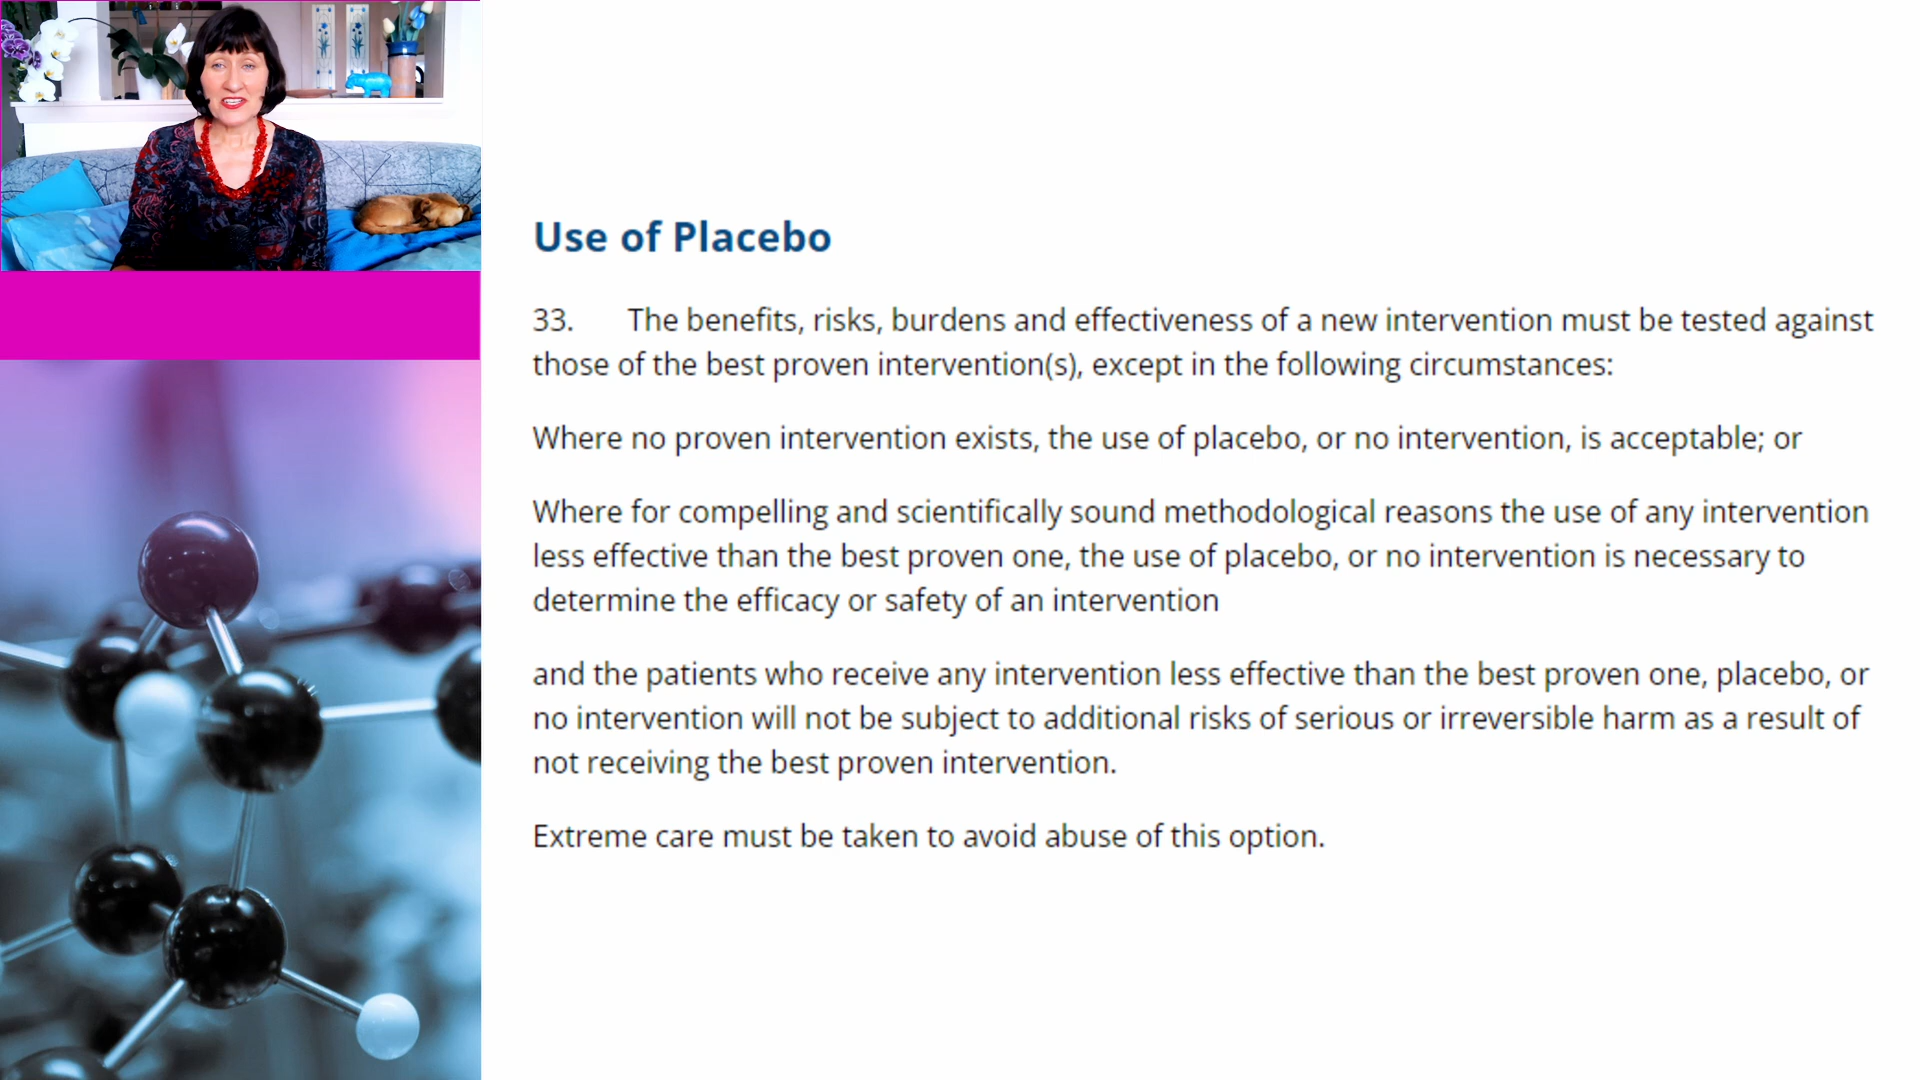 Use of Placebo
33. The benefits, risks, burdens and effectiveness of a new intervention must be tested against
those of the best proven intervention(s), except in the following circumstances:
Where no proven intervention exists, the use of placebo, or no intervention, is acceptable; or
Where for compelling and scientifically sound methodological reasons the use of any intervention
less effective than the best proven one, the use of placebo, or no intervention is necessary to
determine the efficacy or safety of an intervention
and the patients who receive any intervention less effective than the best proven one, placebo, or
no intervention will not be subject to additional risks of serious or irreversible harm as a result of
not receiving the best proven intervention.
Extreme care must be taken to avoid abuse of this option.